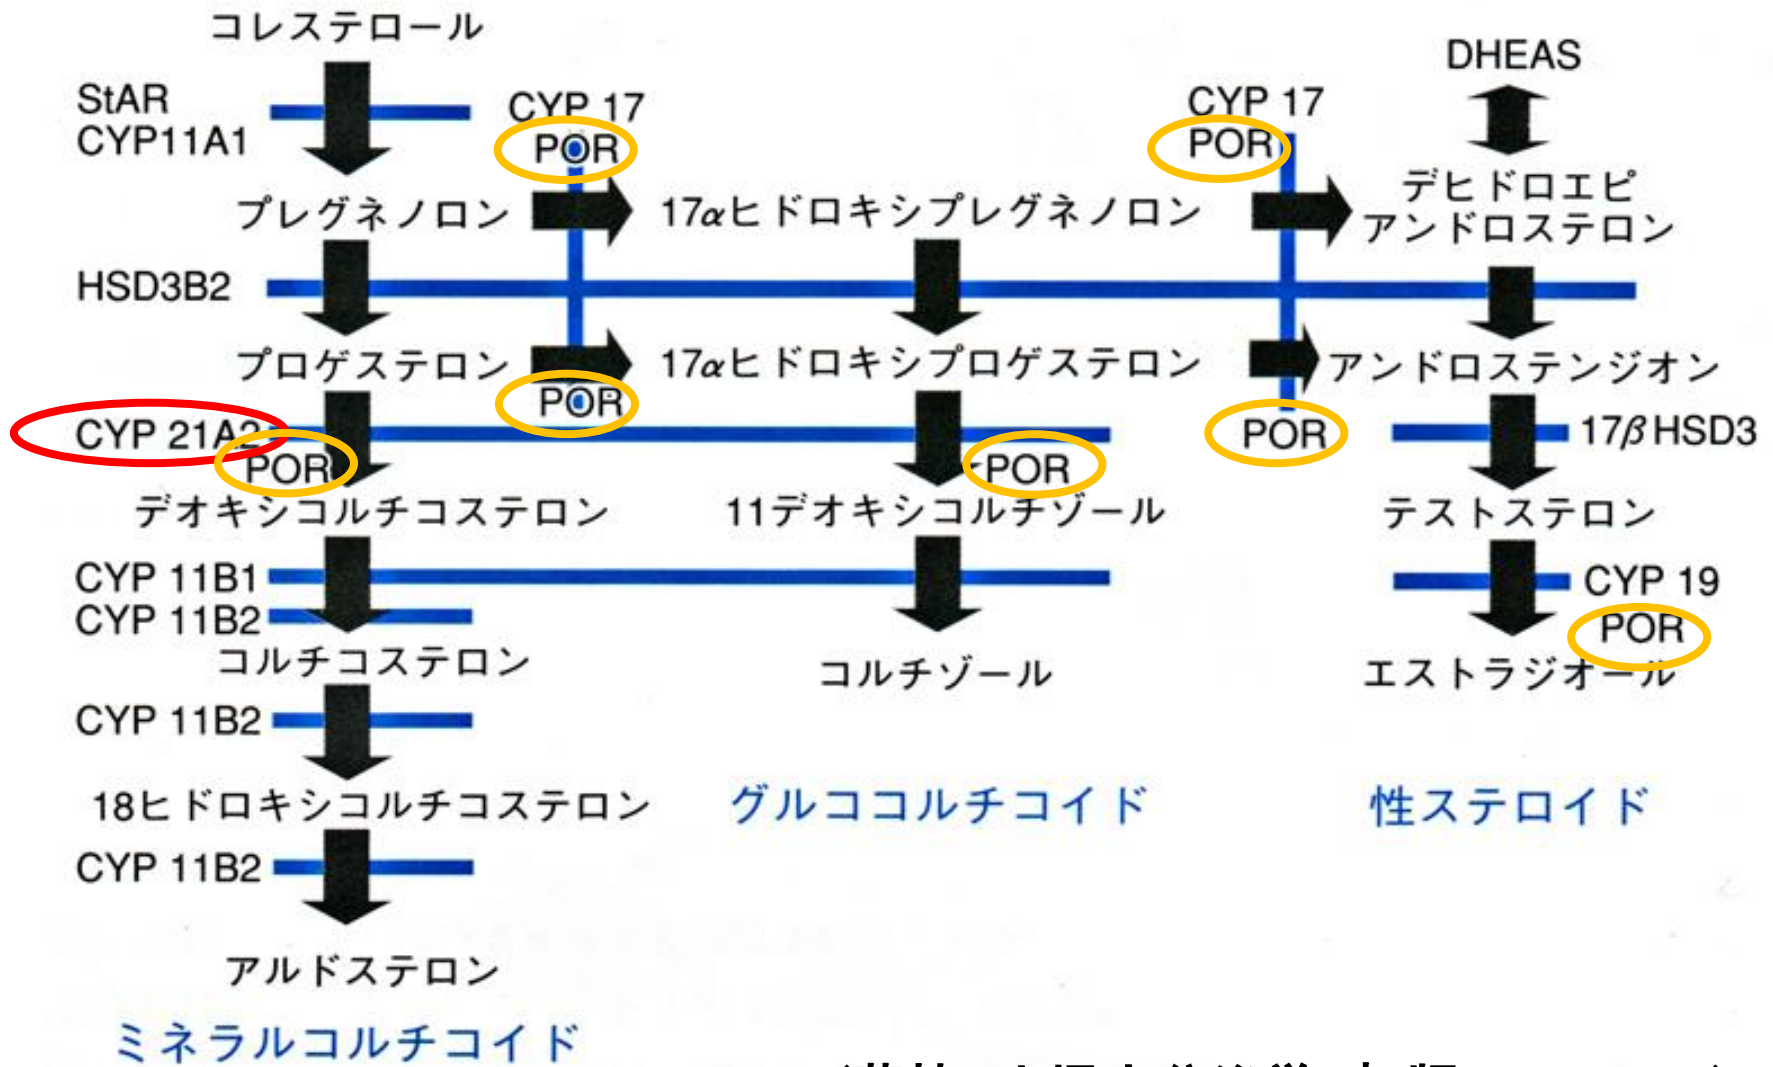 コレステロール
DHEAS
StAR
CYP11A1
CYP 17
POR
CYP 17
POR
プレグネノロン
17αヒドロキシプレグネノロン
デヒドロエピ
アンドロステロン
HSD3B2
プロゲステロン
17αヒドロキシプロゲステロン
アンドロステンジオン
POR
CYP 21A2
POR
POR
POR
17βHSD3
デオキシコルチコステロン
11デオキシコルチゾール
テストステロン
CYP 11B1
CYP 11B2
CYP 19
POR
コルチコステロン
コルチゾール
エストラジオール
CYP 11B2
18ヒドロキシコルチコステロン
グルココルチコイド
性ステロイド
CYP 11B2
アルドステロン
ミネラルコルチコイド